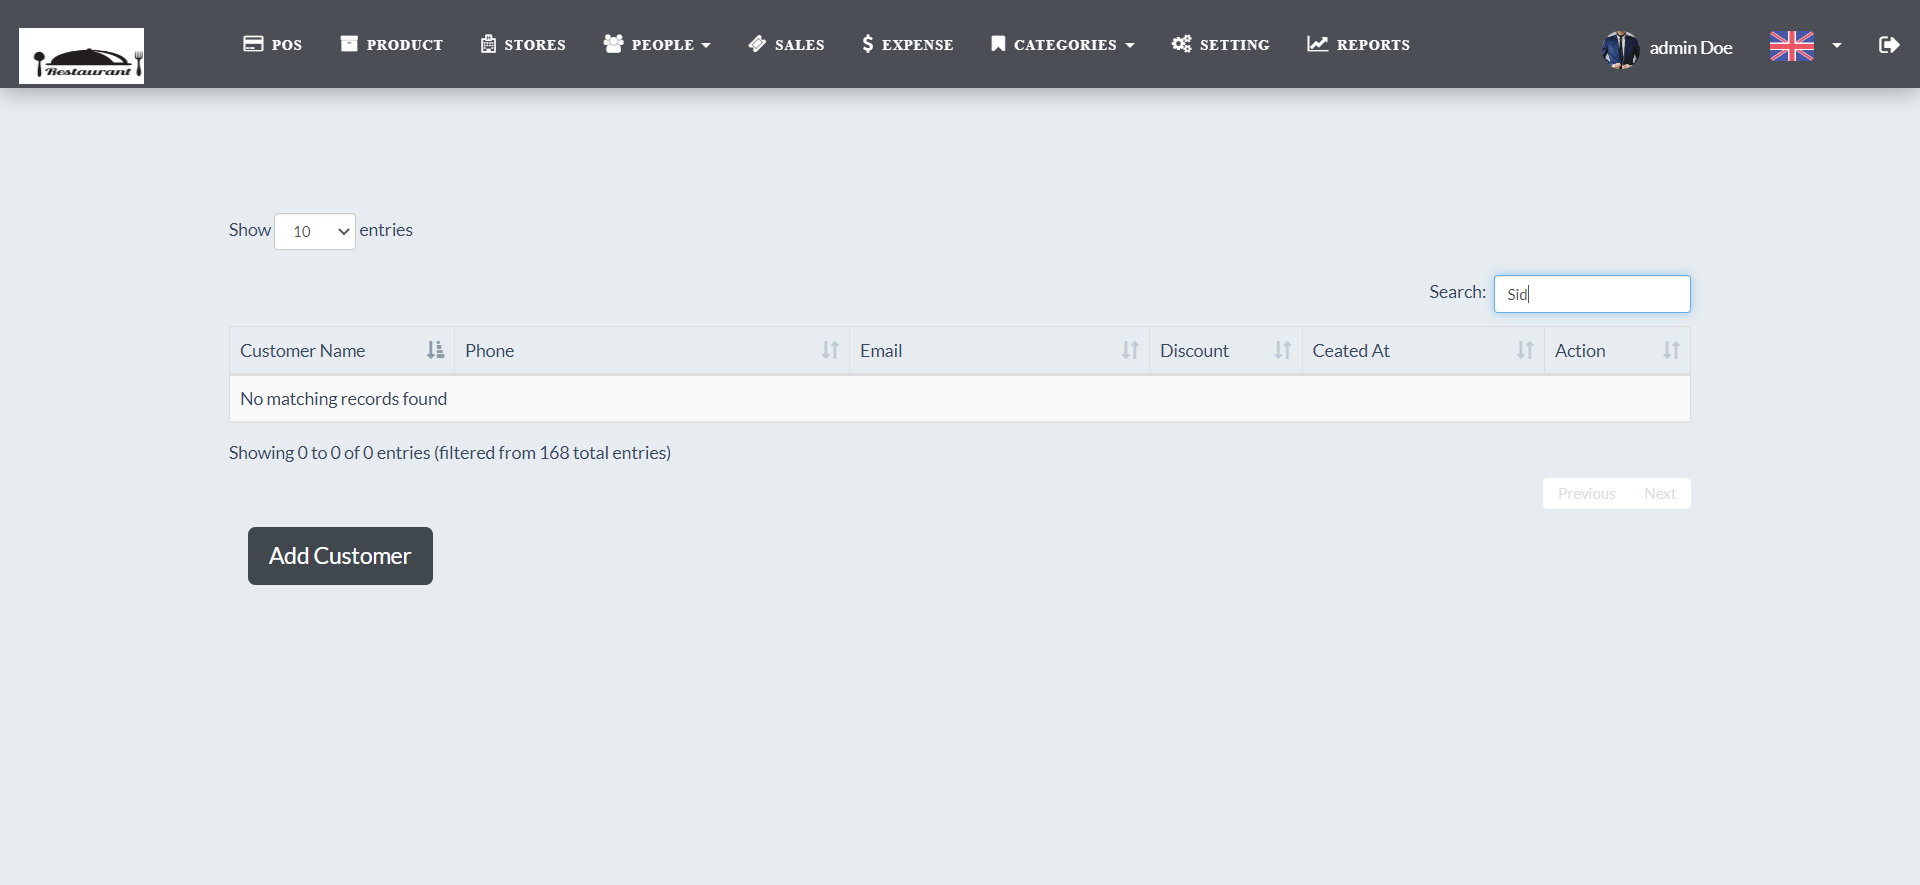 Restaurant
POS
PRODUCT
STORES
PEOPLE
SALES
EXPENSE
CATEGORIES
SETTING
REPORTS
admin Doe
Show 10 entries
Search: Sid
Customer Name
Phone
Email
Discount
Ceated At
Action
No matching records found
Showing 0 to 0 of 0 entries (filtered from 168 total entries)
Previous
Next
Add Customer